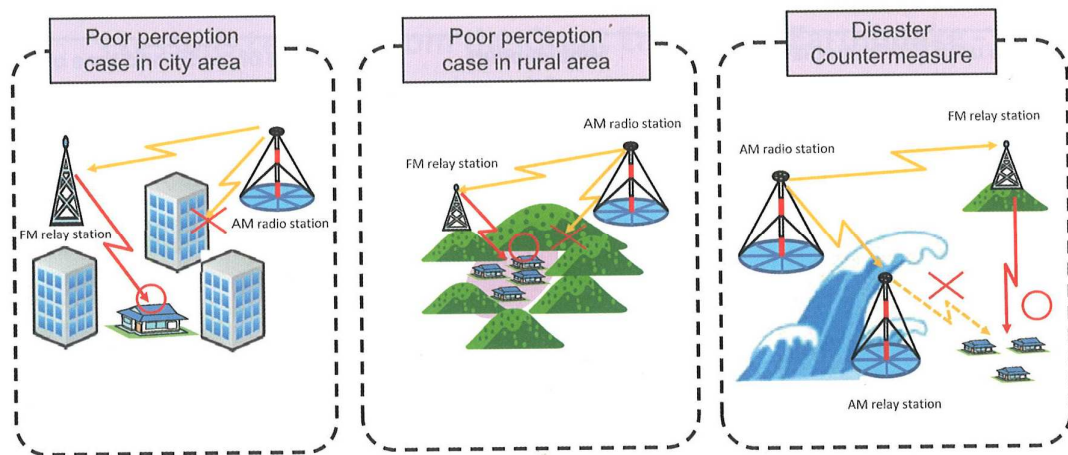 Poor perception
case in city area
AM radio station
FM relay station
Poor perception
case in rural area
AM radio station
FM relay station
Disaster
Countermeasure
FM relay station
AM radio station
AM relay station